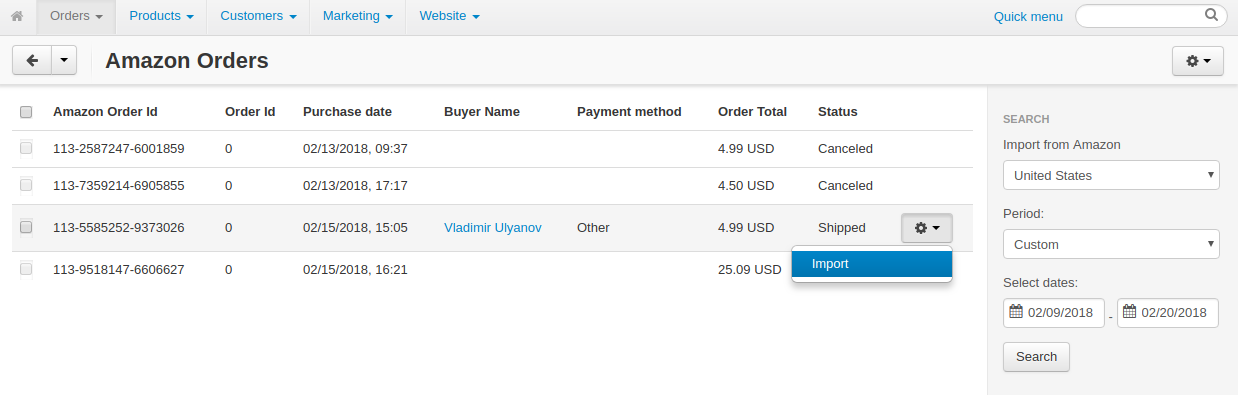 Orders Products Customers Marketing Website Quick menu
Amazon Orders
Amazon Order Id Order Id Purchase date Buyer Name Payment method Order Total Status
113-2587247-6001859 0 02/13/2018, 09:37 4.99 USD Canceled
113-7359214-6905855 0 02/13/2018, 17:17 4.50 USD Canceled
113-5585252-9373026 0 02/15/2018, 15:05 Vladimir Ulyanov Other 4.99 USD Shipped
Import
113-9518147-6606627 0 02/15/2018, 16:21 25.09 USD
SEARCH
Import from Amazon
United States
Period:
Custom
Select dates:
02/09/2018 - 02/20/2018
Search